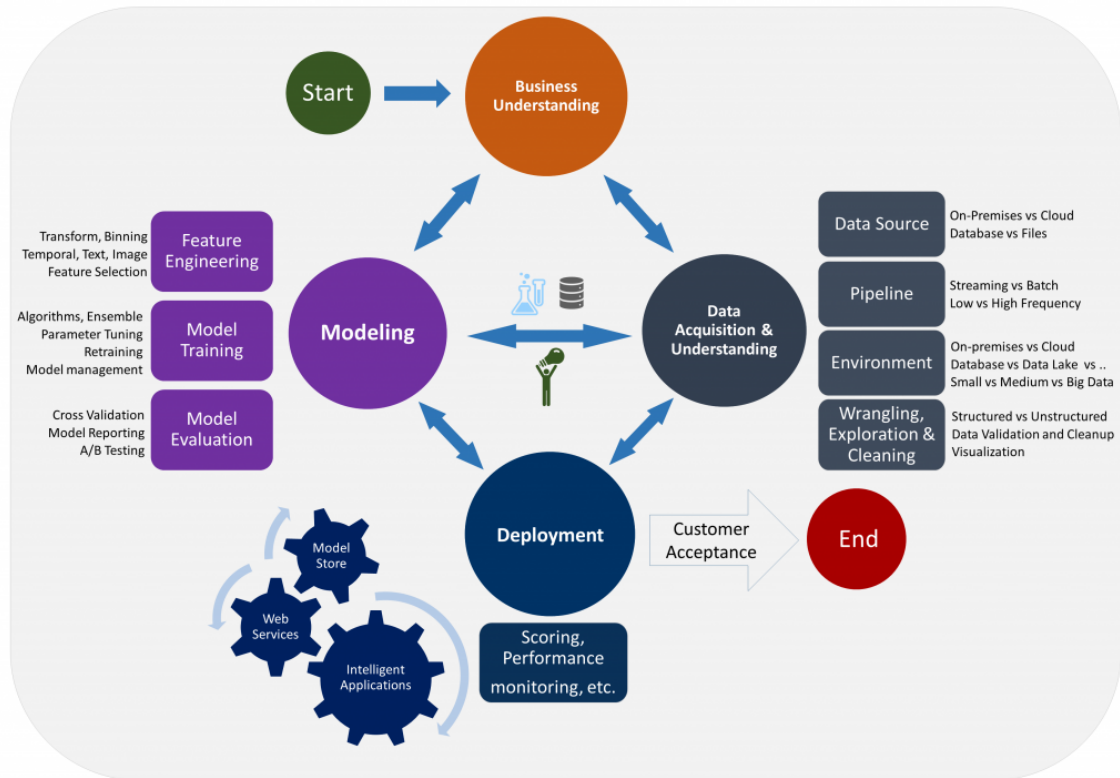 Start
Business
Understanding
Transform, Binning
Temporal, Text, Image
Feature Selection
Feature
Engineering
Algorithms, Ensemble
Parameter Tuning
Retraining
Model management
Model
Training
Cross Validation
Model Reporting
A/B Testing
Model
Evaluation
Modeling
Data
Acquisition &
Understanding
Data Source
On-Premises vs Cloud
Database vs Files
Pipeline
Streaming vs Batch
Low vs High Frequency
Environment
On-premises vs Cloud
Database vs Data Lake vs ..
Small vs Medium vs Big Data
Wrangling,
Exploration &
Cleaning
Structured vs Unstructured
Data Validation and Cleanup
Visualization
Deployment
Customer
Acceptance
End
Model
Store
Web
Services
Intelligent
Applications
Scoring,
Performance
monitoring, etc.